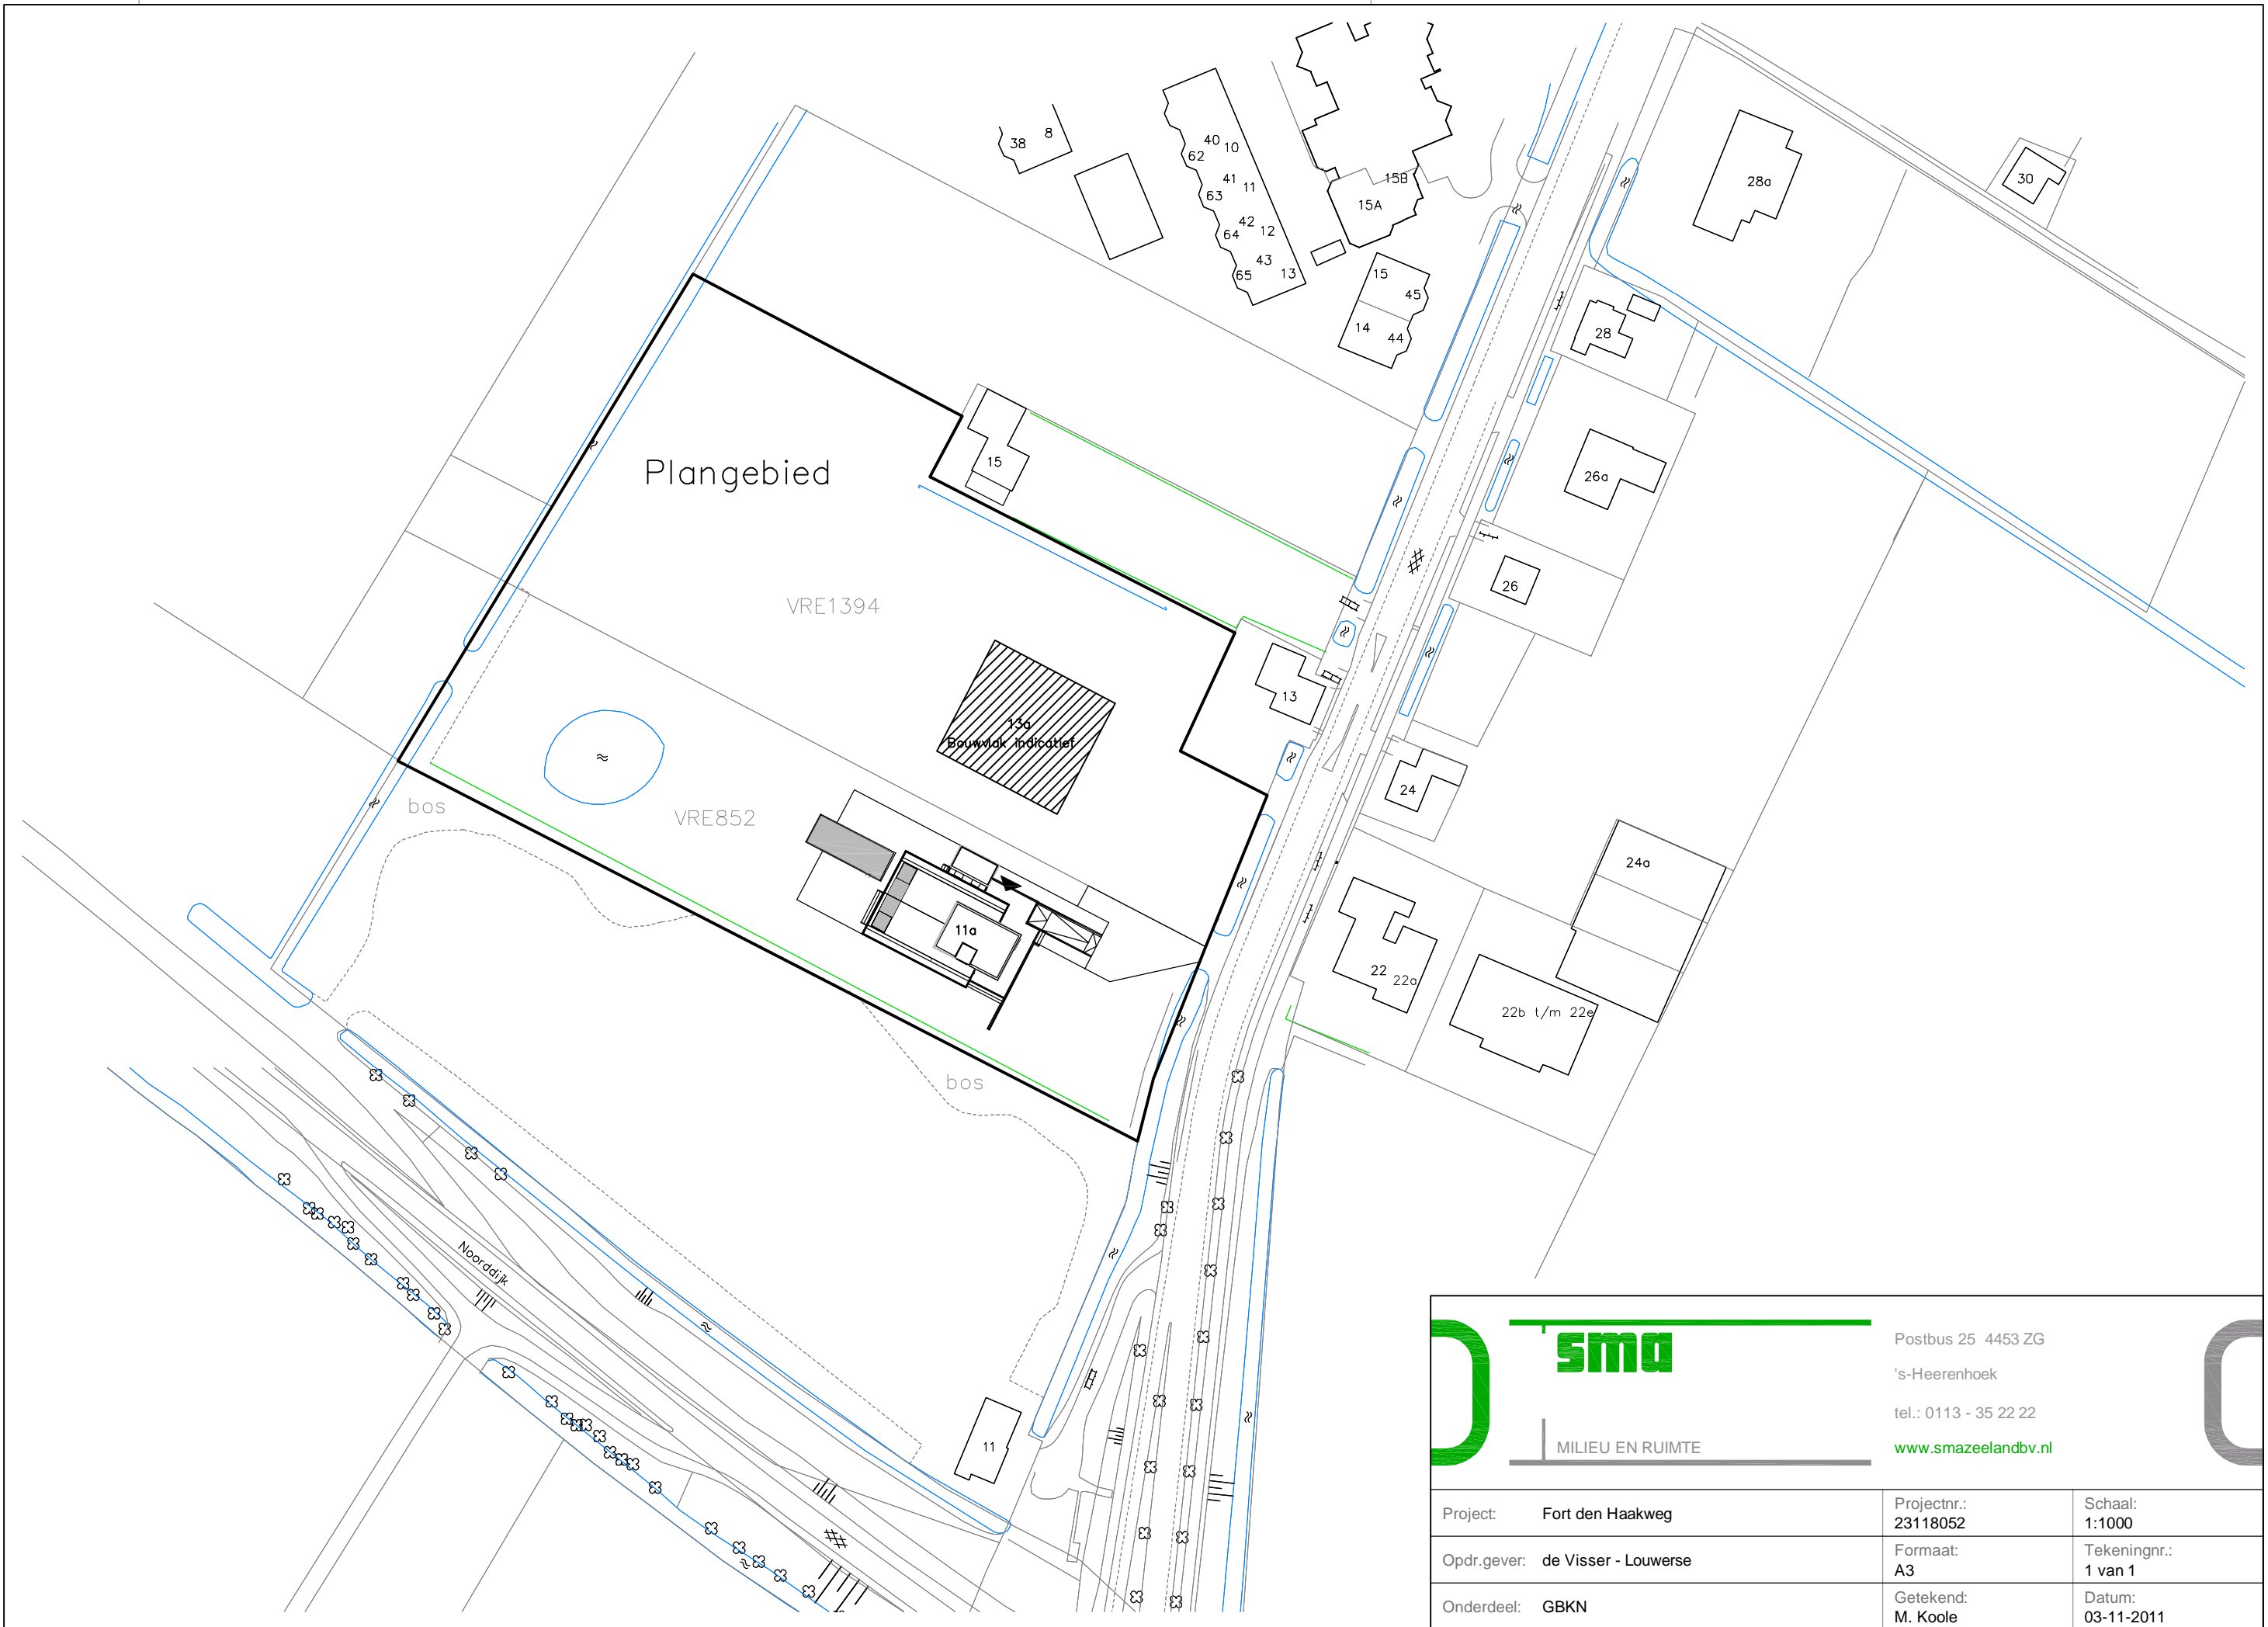 38 8
40 10
62
41 11
63
42 12
64
43 13
65
15B
15A
15 45
14 44
28a
30
28
15
Plangebied
26a
26
VRE1394
13
13a
Bouwvlak indicatief
24
bos
VRE852
24a
11a
22 22a
22b t/m 22e
bos
Noorddijk
11
sma
MILIEU EN RUIMTE
Postbus 25 4453 ZG
's-Heerenhoek
tel.: 0113 - 35 22 22
www.smazeelandbv.nl
Project: Fort den Haakweg
Projectnr.:
23118052
Schaal:
1:1000
Opdr.gever: de Visser - Louwerse
Formaat:
A3
Tekeningnr.:
1 van 1
Onderdeel: GBKN
Getekend:
M. Koole
Datum:
03-11-2011